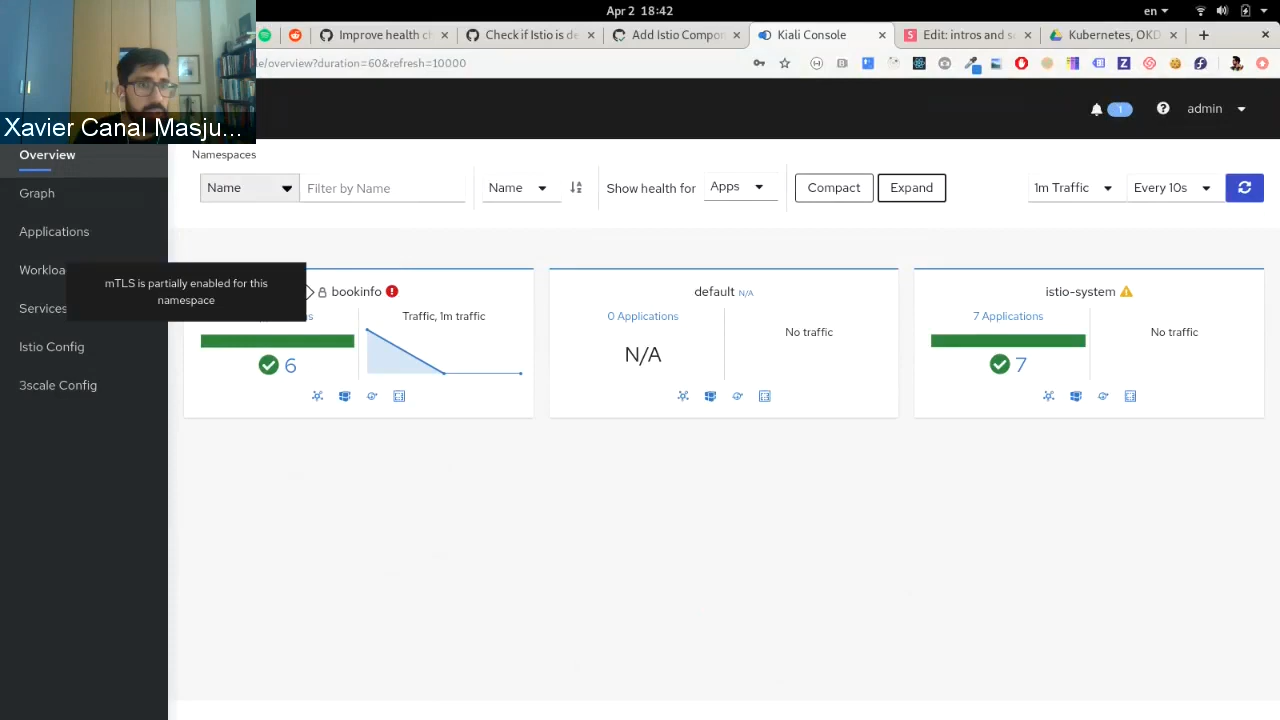 Apr 2 18:42
en
Improve health ch
Check if Istio is de
Add Istio Compon
Kiali Console
Edit: intros and s
Kubernetes, OKD
le/overview?duration=60&refresh=10000
Xavier Canal Masju...
1
admin
Overview
Graph
Applications
Workloa
Services
Istio Config
3scale Config
Namespaces
Name
Filter by Name
Name
Show health for
Apps
Compact
Expand
1m Traffic
Every 10s
mTLS is partially enabled for this
namespace
bookinfo
Traffic, 1m traffic
6
default N/A
0 Applications
N/A
No traffic
istio-system
7 Applications
7
No traffic